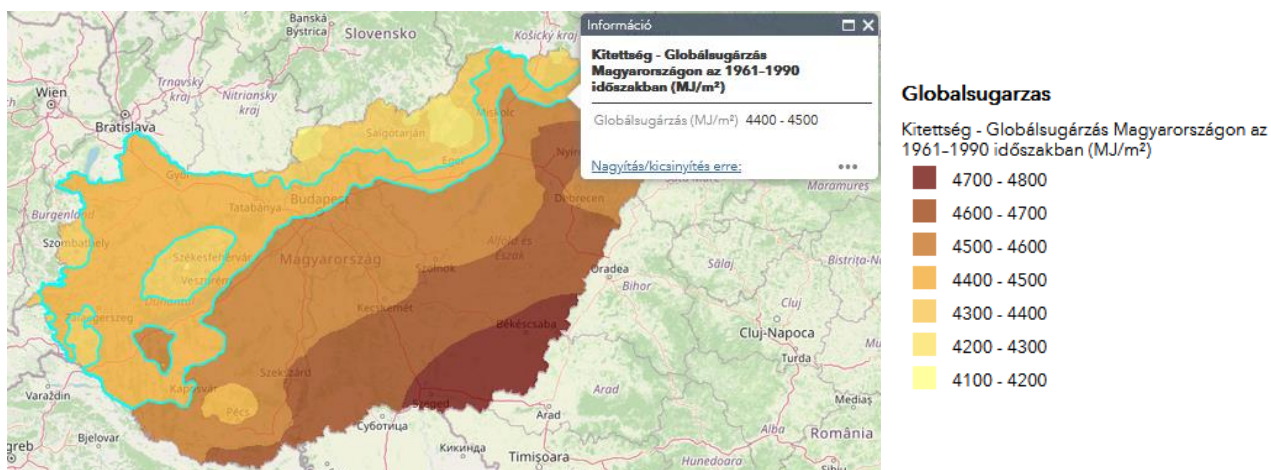 Információ
Kitettség - Globálsugárzás
Magyarországon az 1961-1990
időszakban (MJ/m²)
Globálsugárzás (MJ/m²) 4400 - 4500
Nagyítás/kicsinyítés erre:
Globalsugarzas
Kitettség - Globálsugárzás Magyarországon az
1961-1990 időszakban (MJ/m²)
4700 - 4800
4600 - 4700
4500 - 4600
4400 - 4500
4300 - 4400
4200 - 4300
4100 - 4200
Banská
Bystrica
Slovensko
Košický kraj
Trnavský
kraj
Nitriansky
kraj
Wien
Bratislava
Miskolc
Salgótarján
Eger
Győr
Tatabánya
Budapest
Debrecen
Maramureș
Burgenland
Szombathely
Székesfehérvár
Veszprém
Magyarország
Alföld és
Észak
Szolnok
Oradea
Sălaj
Bihor
Dunántúl
Zalaegerszeg
Kecskemét
Békéscsaba
Cluj
Cluj-Napoca
Turda
Szekszárd
Kaposvár
Pécs
Szeged
Varaždin
Arad
Arad
Mediaș
Alba
România
Bjelovar
Суботица
Кикинда
Timișoara
Hunedoara
Sibiu